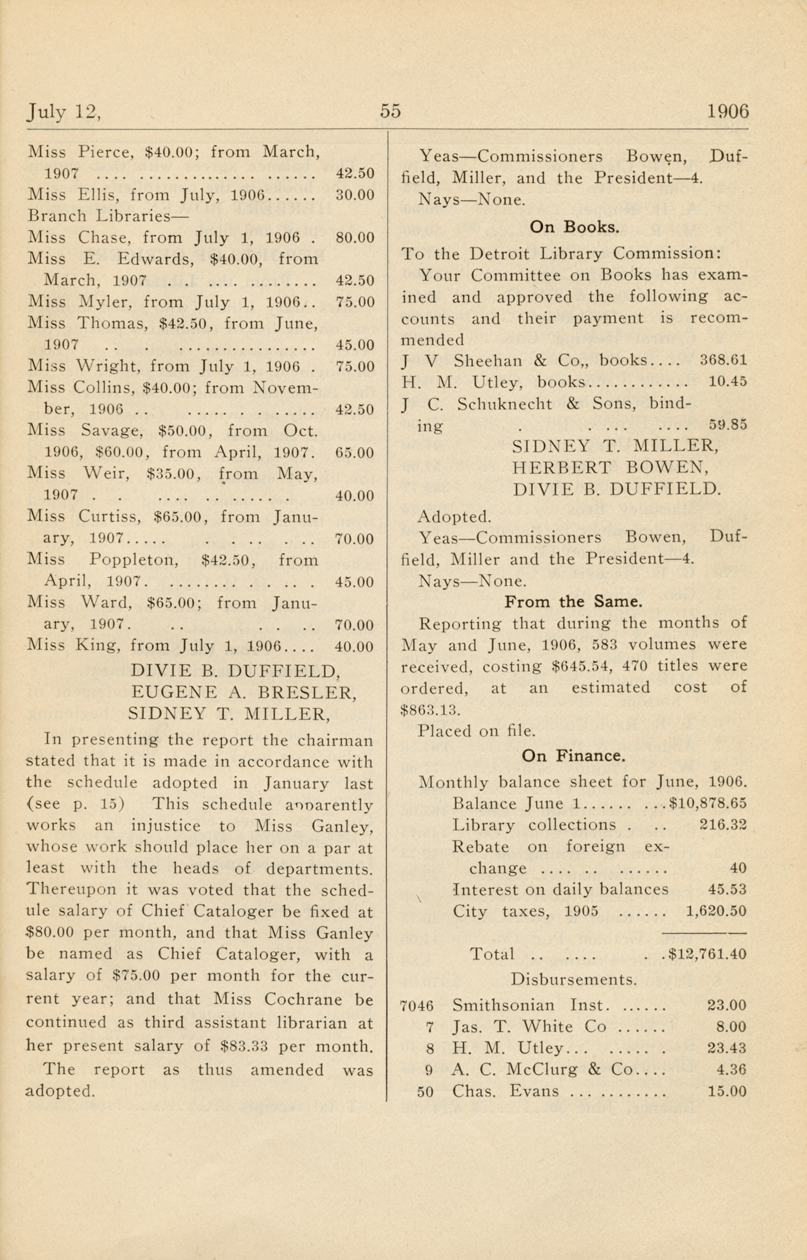 July 12, 55 1906
Miss Pierce, $40.00; from March,
1907 .... .................. ...... 42.50
Miss Ellis, from July, 1906...... 30.00
Branch Libraries—
Miss Chase, from July 1, 1906 . 80.00
Miss E. Edwards, $40.00, from
March, 1907 . . ... ............ 42.50
Miss Myler, from July 1, 1906.. 75.00
Miss Thomas, $42.50, from June,
1907 .. . ................ 45.00
Miss Wright, from July 1, 1906 . 75.00
Miss Collins, $40.00; from Novem-
ber, 1906 .. ...... . . ...... 42.50
Miss Savage, $50.00, from Oct.
1906, $60.00, from April, 1907. 65.00
Miss Weir, $35.00, from May,
1907 . . .... .. ...... 40.00
Miss Curtiss, $65.00, from Janu-
ary, 1907..... . ... .. ... 70.00
Miss Poppleton, $42.50, from
April, 1907. ........ . . ... . 45.00
Miss Ward, $65.00; from Janu-
ary, 1907. .. . . .. 70.00
Miss King, from July 1, 1906.... 40.00
DIVIE B. DUFFIELD,
EUGENE A. BRESLER,
SIDNEY T. MILLER,
In presenting the report the chairman
stated that it is made in accordance with
the schedule adopted in January last
(see p. 15) This schedule apparently
works an injustice to Miss Ganley,
whose work should place her on a par at
least with the heads of departments.
Thereupon it was voted that the sched-
ule salary of Chief Cataloger be fixed at
$80.00 per month, and that Miss Ganley
be named as Chief Cataloger, with a
salary of $75.00 per month for the cur-
rent year; and that Miss Cochrane be
continued as third assistant librarian at
her present salary of $83.33 per month.
The report as thus amended was
adopted.
Yeas—Commissioners Bowen, Duf-
field, Miller, and the President—4.
Nays—None.
On Books.
To the Detroit Library Commission:
Your Committee on Books has exam-
ined and approved the following ac-
counts and their payment is recom-
mended
J V Sheehan & Co,, books.... 368.61
H. M. Utley, books............ 10.45
J C. Schuknecht & Sons, bind-
ing . . ... .... 59.85
SIDNEY T. MILLER,
HERBERT BOWEN,
DIVIE B. DUFFIELD.
Adopted.
Yeas—Commissioners Bowen, Duf-
field, Miller and the President—4.
Nays—None.
From the Same.
Reporting that during the months of
May and June, 1906, 583 volumes were
received, costing $645.54, 470 titles were
ordered, at an estimated cost of
$863.13.
Placed on file.
On Finance.
Monthly balance sheet for June, 1906.
Balance June 1...... ...$10,878.65
Library collections . .. 216.32
Rebate on foreign ex-
change .... .. ...... 40
Interest on daily balances 45.53
City taxes, 1905 ...... 1,620.50
Total .. .... . .$12,761.40
Disbursements.
7046 Smithsonian Inst. ...... 23.00
7 Jas. T. White Co ...... 8.00
8 H. M. Utley... ...... . 23.43
9 A. C. McClurg & Co.... 4.36
50 Chas. Evans ........... 15.00